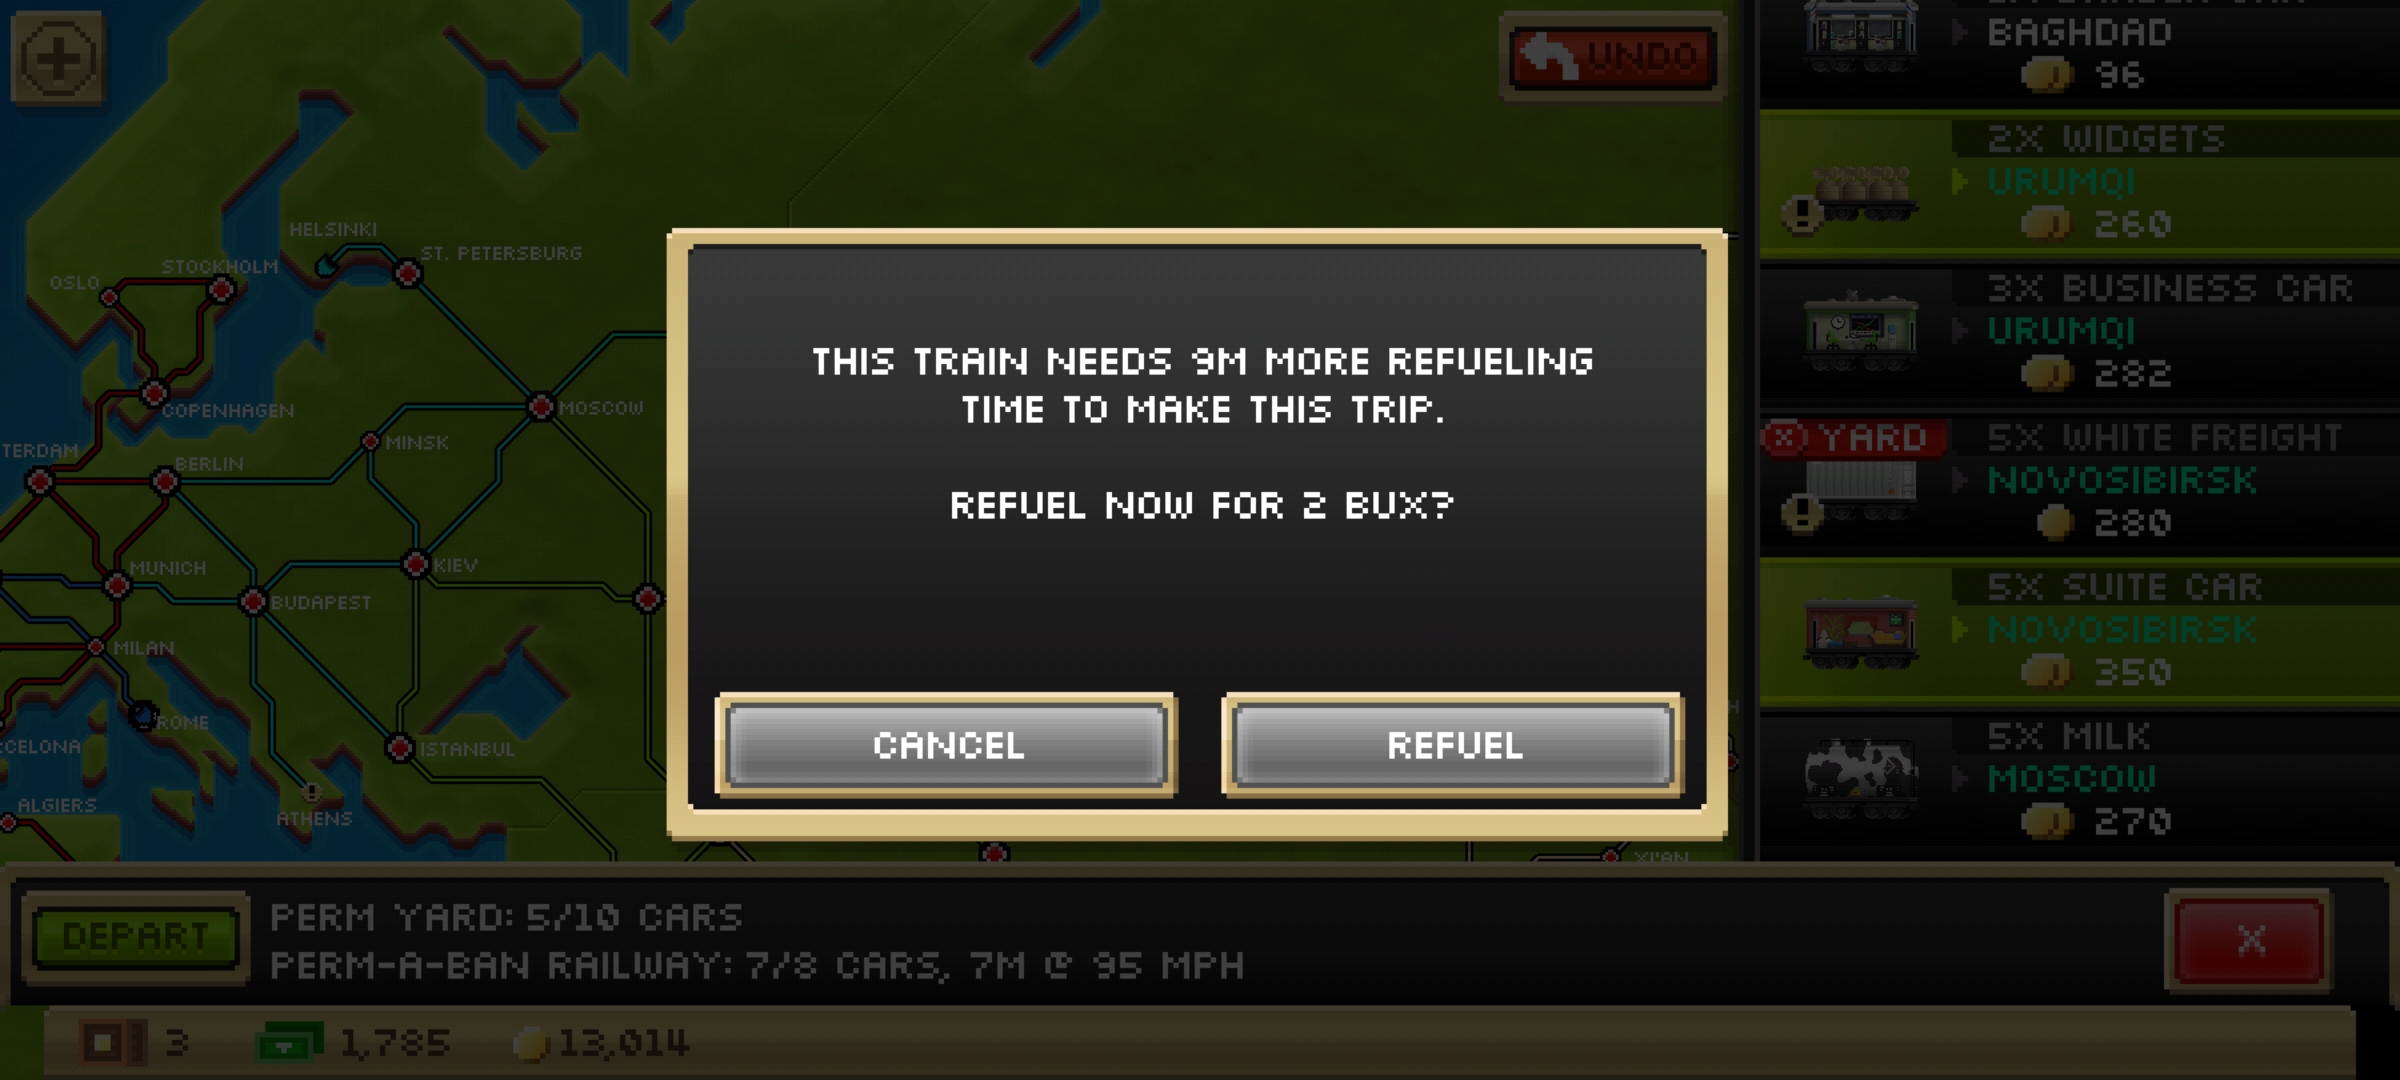 UNDO
BAGHDAD
96
2X WIDGETS
URUMQI
260
3X BUSINESS CAR
URUMQI
282
X YARD
5X WHITE FREIGHT
NOVOSIBIRSK
280
5X SUITE CAR
NOVOSIBIRSK
350
5X MILK
MOSCOW
270
HELSINKI
ST. PETERSBURG
STOCKHOLM
OSLO
COPENHAGEN
MOSCOW
MINSK
TERDAM
BERLIN
MUNICH
KIEV
BUDAPEST
MILAN
ROME
CELONA
ISTANBUL
ALGIERS
ATHENS
XI'AN
THIS TRAIN NEEDS 9M MORE REFUELING
TIME TO MAKE THIS TRIP.
REFUEL NOW FOR 2 BUX?
CANCEL
REFUEL
DEPART
PERM YARD: 5/10 CARS
PERM-A-BAN RAILWAY: 7/8 CARS, 7M @ 95 MPH
X
3
1,785
13,014